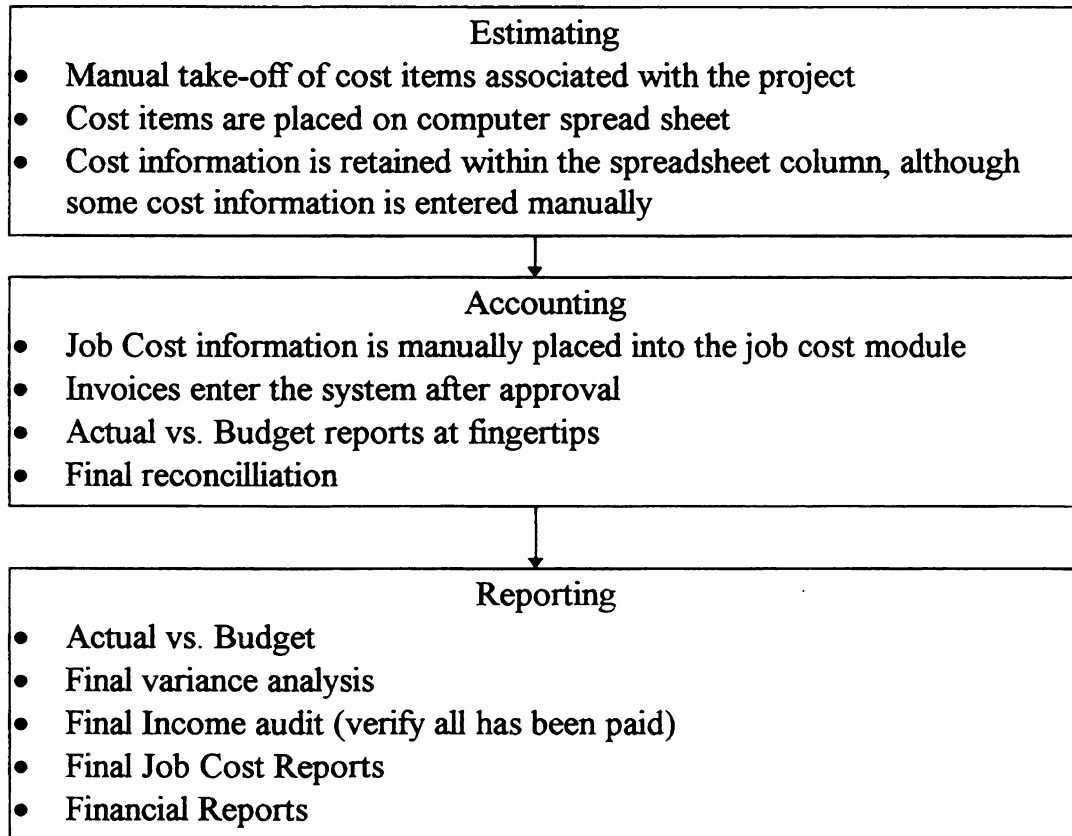 Estimating
• Manual take-off of cost items associated with the project
• Cost items are placed on computer spread sheet
• Cost information is retained within the spreadsheet column, although
some cost information is entered manually
Accounting
• Job Cost information is manually placed into the job cost module
• Invoices enter the system after approval
• Actual vs. Budget reports at fingertips
• Final reconcilliation
Reporting
• Actual vs. Budget
• Final variance analysis
• Final Income audit (verify all has been paid)
• Final Job Cost Reports
• Financial Reports